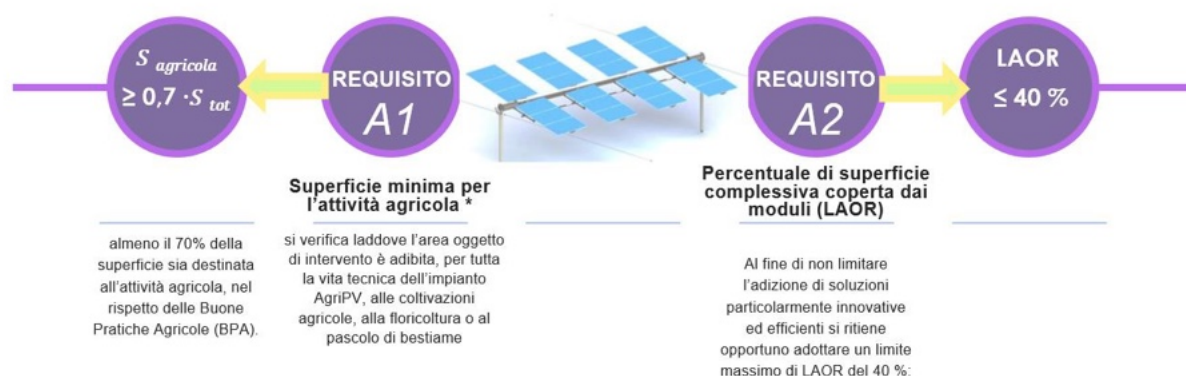 S agricola
≥ 0,7 ·S tot
REQUISITO
A1
REQUISITO
A2
LAOR
≤ 40 %
Superficie minima per
l'attività agricola *
Percentuale di superficie
complessiva coperta dai
moduli (LAOR)
almeno il 70% della
superficie sia destinata
all'attività agricola, nel
rispetto delle Buone
Pratiche Agricole (BPA).
si verifica laddove l'area oggetto
di intervento è adibita, per tutta
la vita tecnica dell'impianto
AgriPV, alle coltivazioni
agricole, alla floricoltura o al
pascolo di bestiame
Al fine di non limitare
l'adizione di soluzioni
particolarmente innovative
ed efficienti si ritiene
opportuno adottare un limite
massimo di LAOR del 40 %: